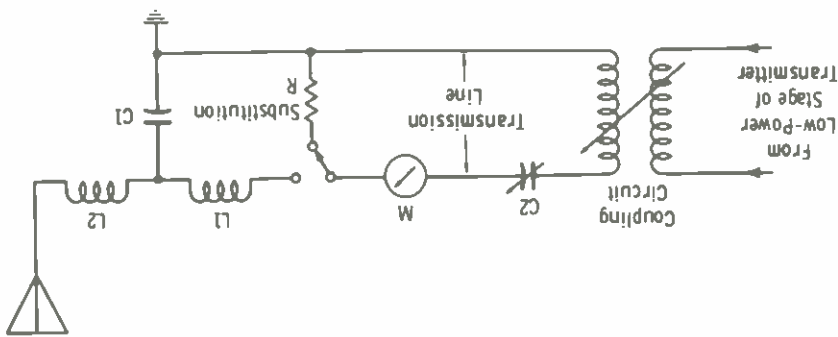 From
Low-Power
Stage of
Transmitter
Coupling
Circuit
C2
Transmission
Line
M
Substitution
R
L1
L2
C1